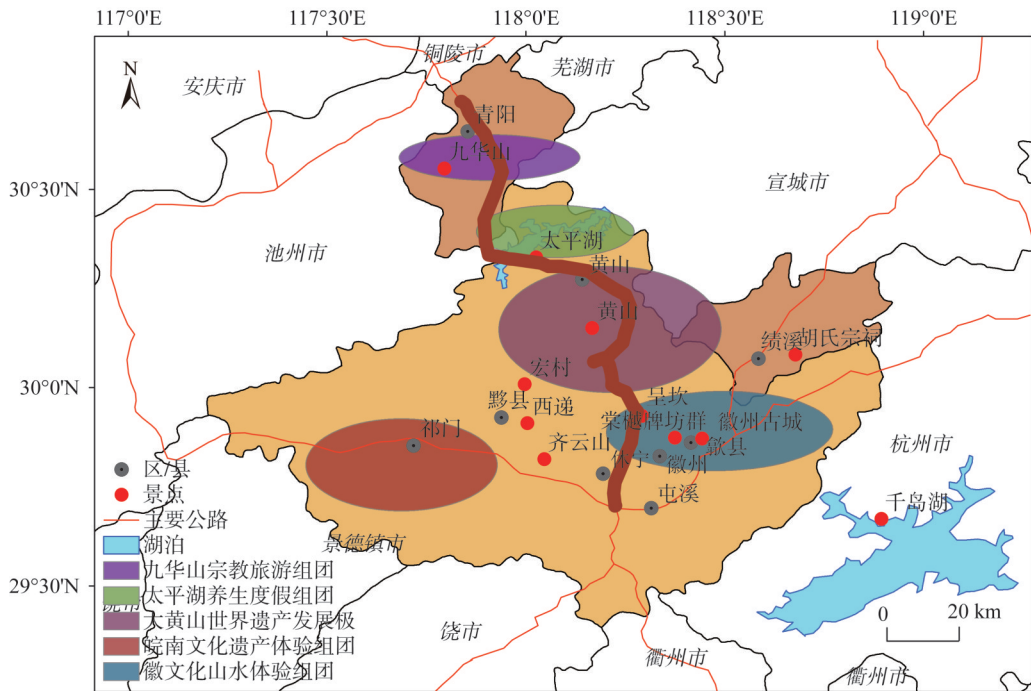 117°0'E 117°30'E 118°0'E 118°30'E 119°0'E
N
铜陵市
芜湖市
安庆市
青阳
九华山
30°30'N
宣城市
池州市
太平湖
黄山
黄山
绩溪
胡氏宗祠
宏村
30°0'N
黟县
西递
呈坎
棠樾牌坊群
徽州古城
祁门
齐云山
歙县
杭州市
休宁
徽州
屯溪
千岛湖
区/县
景点
主要公路
湖泊
景德镇市
九华山宗教旅游组团
29°30'N
太平湖养生度假组团
大黄山世界遗产发展极
皖南文化遗产体验组团
徽文化山水体验组团
饶市
衢州市
衢州市
0 20 km